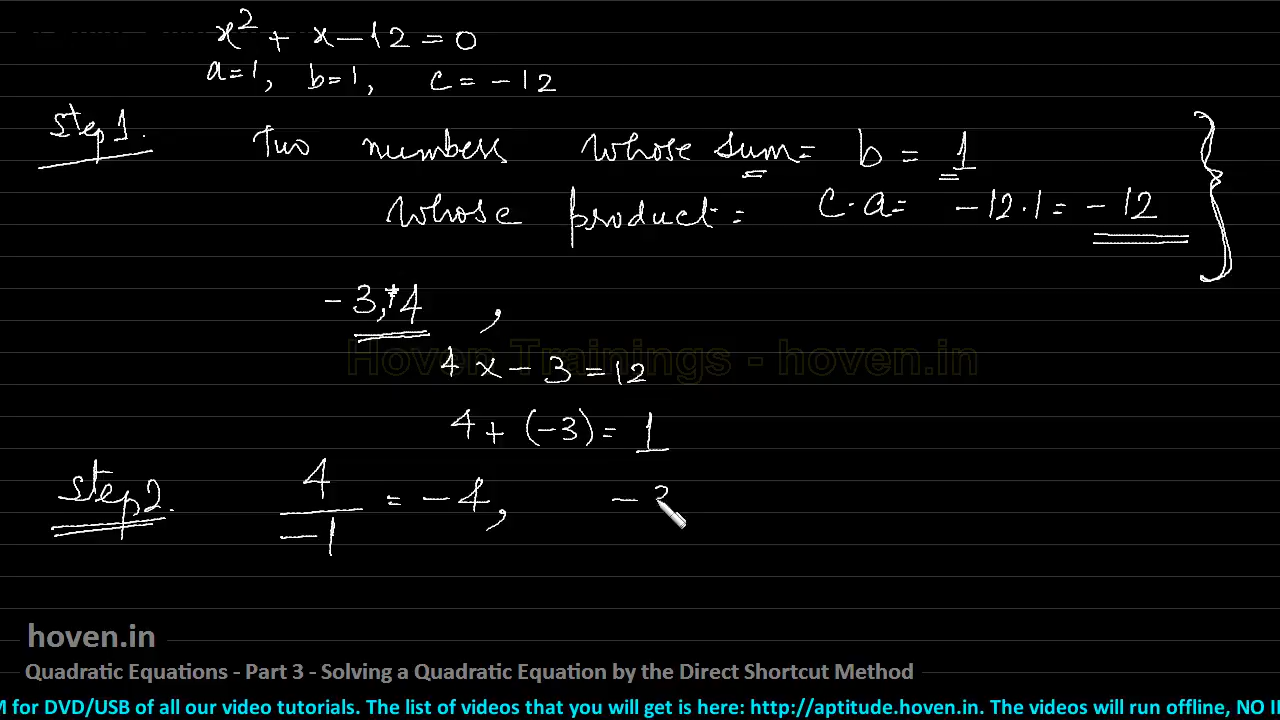 x² + x - 12 = 0
a=1, b=1, c = -12
Step 1. Two numbers whose sum = b = 1
whose product = c·a = -12·1 = -12
-3, +4 ,
Hoven Trainings - hoven.in
4 x -3 = 12
4 + (-3) = 1
Step 2. 4/-1 = -4, -3
hoven.in
Quadratic Equations - Part 3 - Solving a Quadratic Equation by the Direct Shortcut Method
for DVD/USB of all our video tutorials. The list of videos that you will get is here: http://aptitude.hoven.in. The videos will run offline, NO